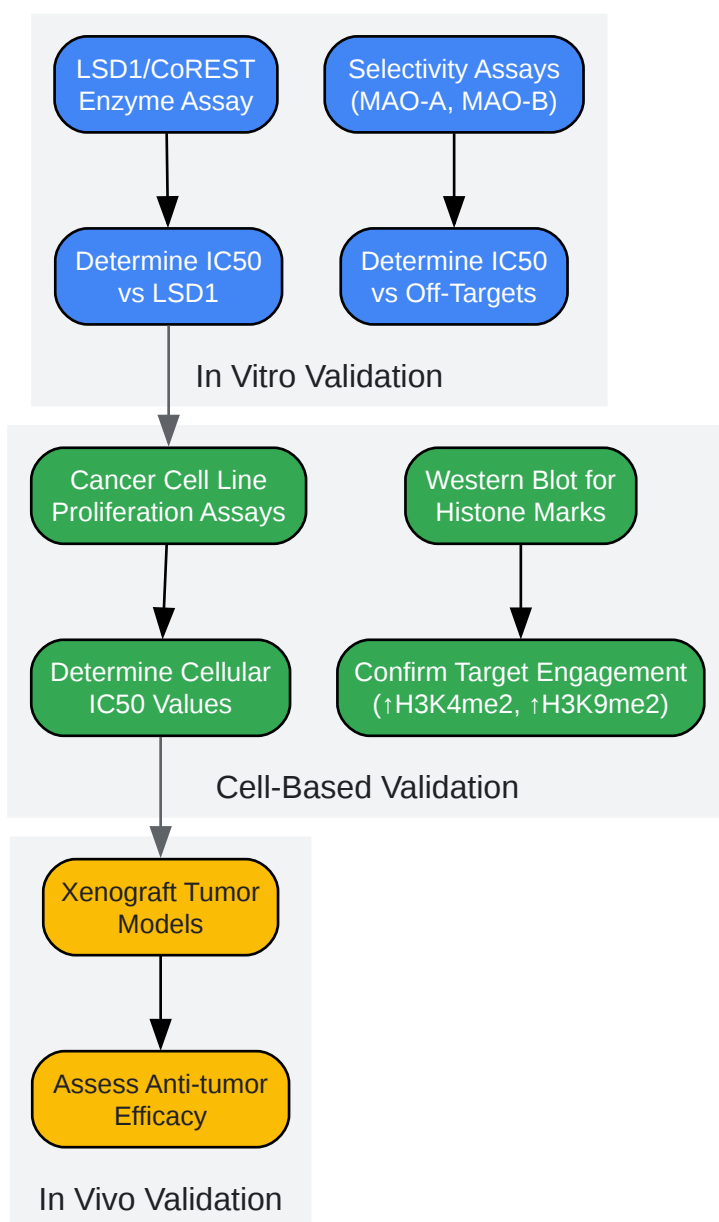 LSD1/CoREST
Enzyme Assay
Selectivity Assays
(MAO-A, MAO-B)
Determine IC50
vs LSD1
Determine IC50
vs Off-Targets
In Vitro Validation
Cancer Cell Line
Proliferation Assays
Western Blot for
Histone Marks
Determine Cellular
IC50 Values
Confirm Target Engagement
(↑H3K4me2, ↑H3K9me2)
Cell-Based Validation
Xenograft Tumor
Models
Assess Anti-tumor
Efficacy
In Vivo Validation